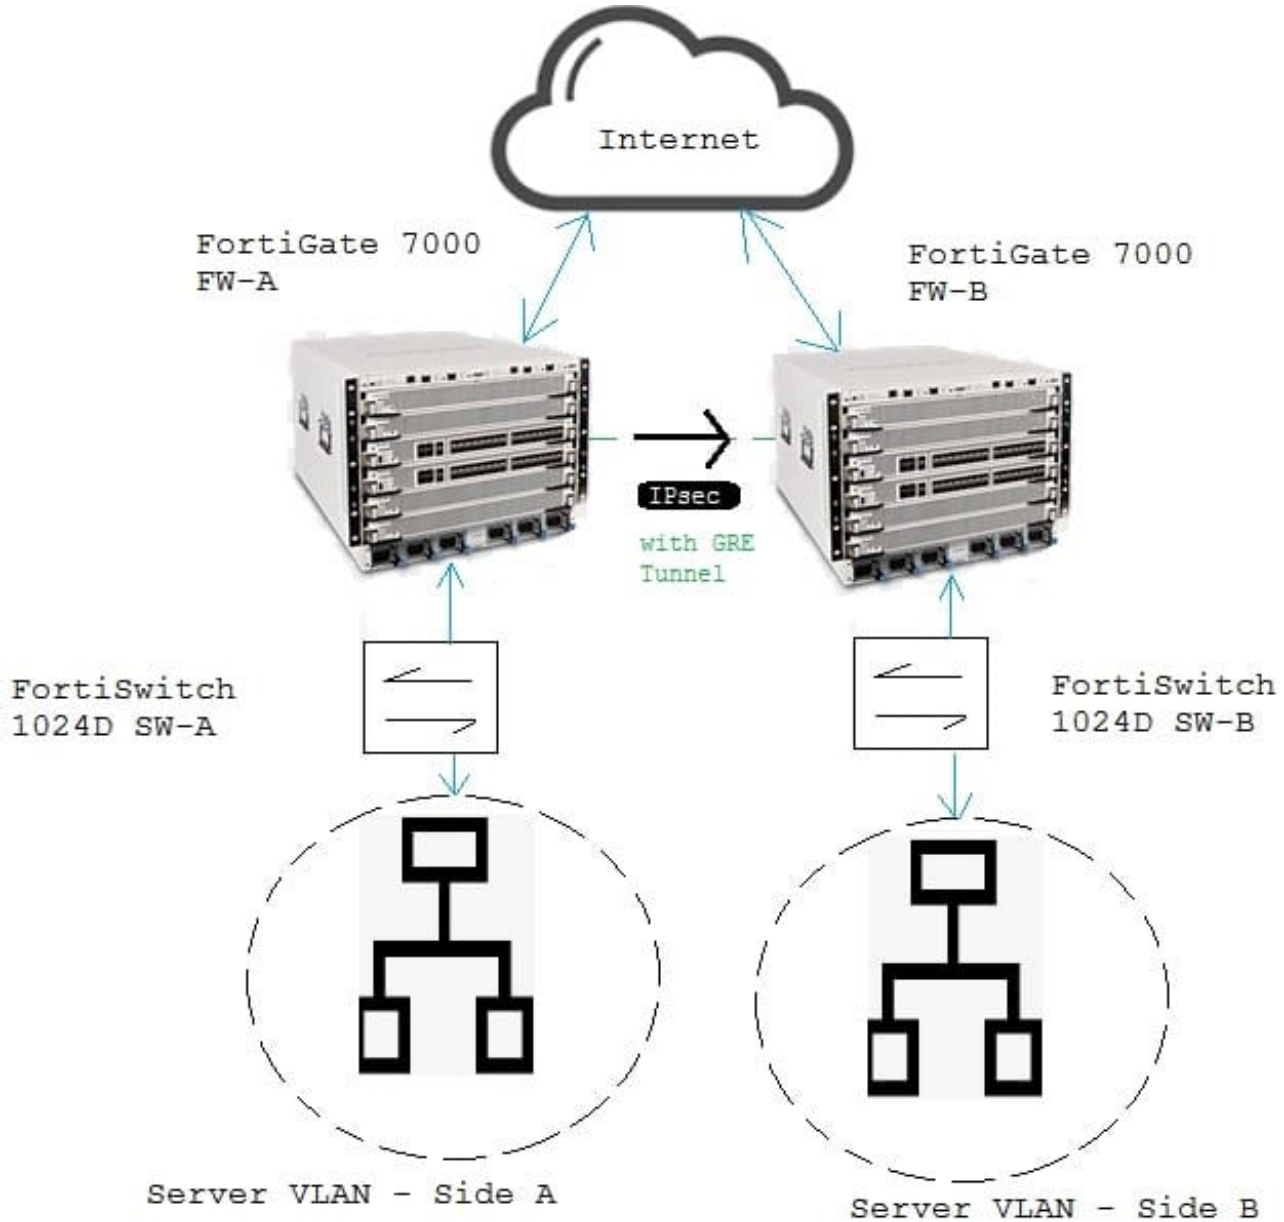 Internet
FortiGate 7000
FW-A
FortiGate 7000
FW-B
IPsec
with GRE
Tunnel
FortiSwitch
1024D SW-A
FortiSwitch
1024D SW-B
Server VLAN - Side A
Server VLAN - Side B